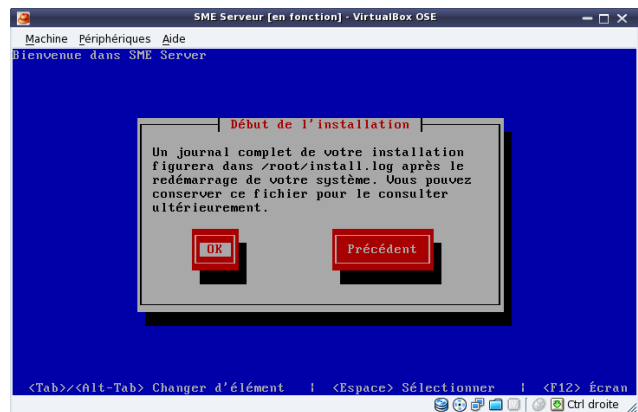 SME Serveur [en fonction] - VirtualBox OSE
Machine Périphériques Aide
Bienvenue dans SME Server
Début de l'installation
Un journal complet de votre installation
figurera dans /root/install.log après le
redémarrage de votre système. Vous pouvez
conserver ce fichier pour le consulter
ultérieurement.
OK Précédent
<Tab>/<Alt-Tab> Changer d'élément | <Espace> Sélectionner | <F12> Écran
Ctrl droite